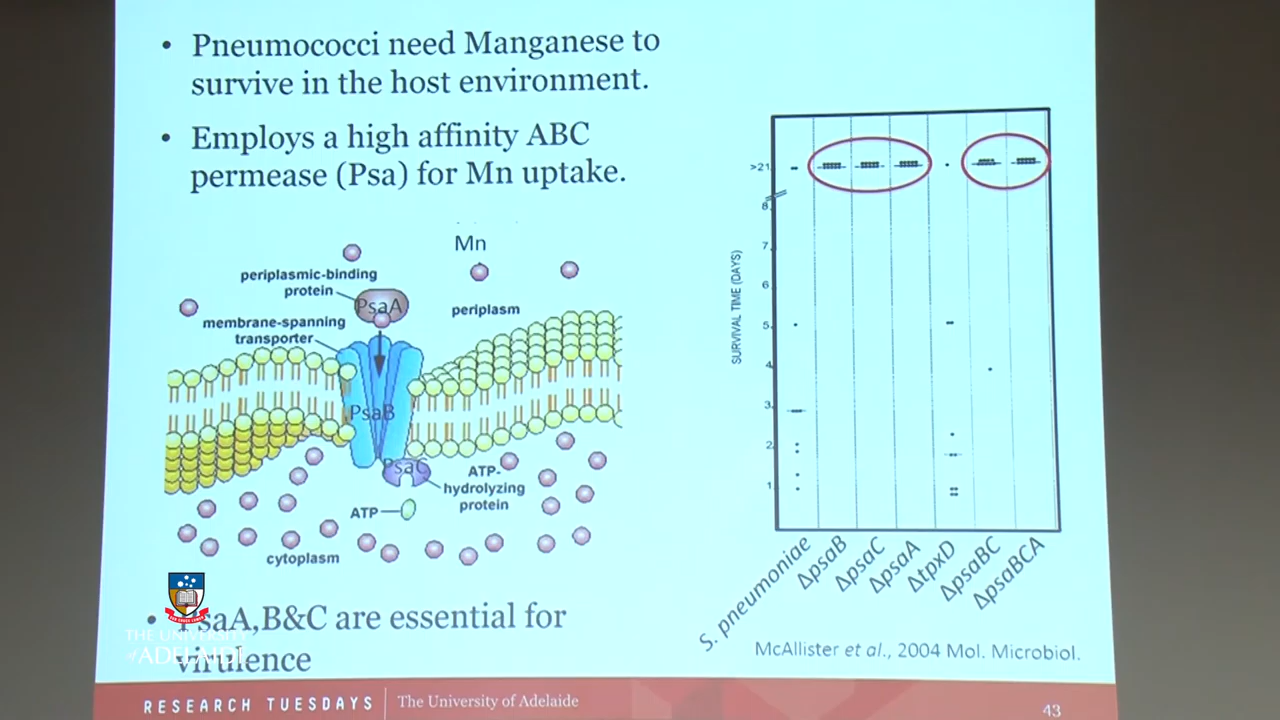 • Pneumococci need Manganese to
survive in the host environment.
• Employs a high affinity ABC
permease (Psa) for Mn uptake.
Mn
periplasmic-binding
protein
PsaA
periplasm
membrane-spanning
transporter
PsaB
PsaC
ATP-
hydrolyzing
protein
ATP
cytoplasm
• PsaA,B&C are essential for
virulence
THE UNIVERSITY
of ADELAIDE
>21
8
7
6
5
4
3
2
1
SURVIVAL TIME (DAYS)
S. pneumoniae
ΔpsaB
ΔpsaC
ΔpsaA
ΔtpxD
ΔpsaBC
ΔpsaBCA
McAllister et al., 2004 Mol. Microbiol.
RESEARCH TUESDAYS
The University of Adelaide
43